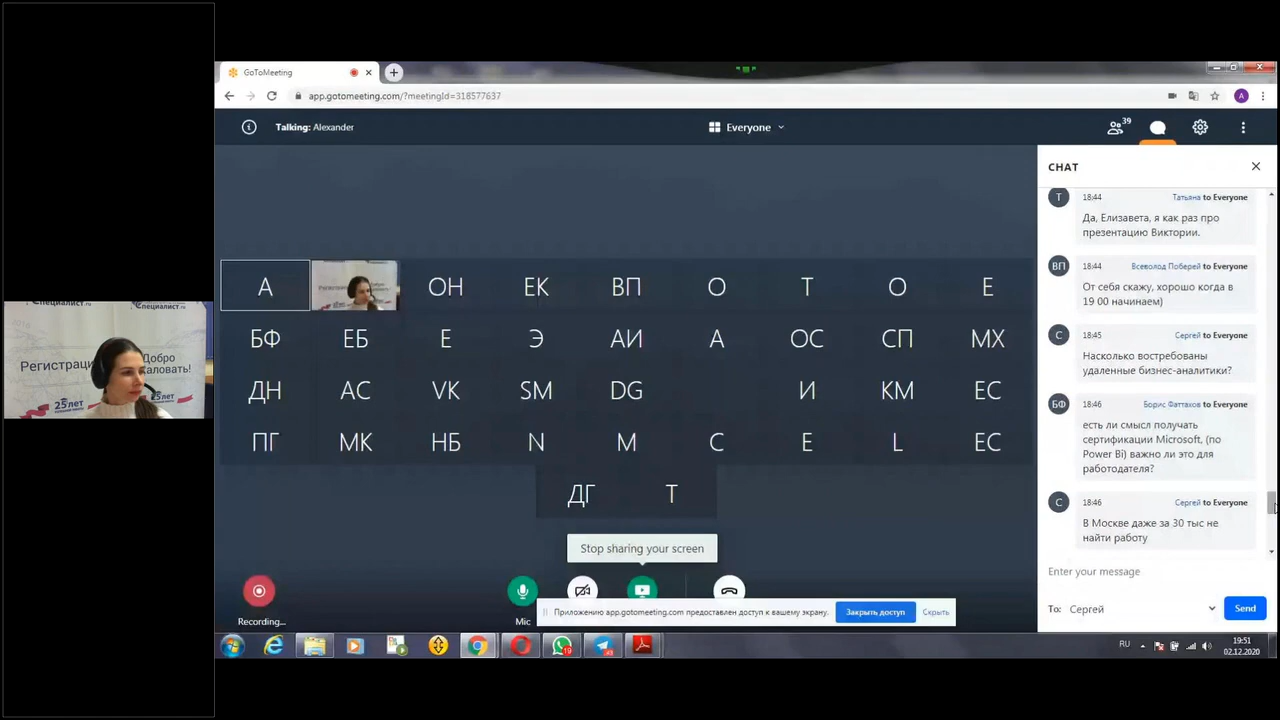 GoToMeeting
app.gotomeeting.com/?meetingId=318577637
Talking: Alexander
Everyone
39
CHAT
А
ОН
ЕК
ВП
О
Т
О
Е
БФ
ЕБ
Е
Э
АИ
А
ОС
СП
МХ
ДН
АС
VK
SM
DG
И
КМ
ЕС
ПГ
МК
НБ
N
М
С
Е
L
ЕС
ДГ
Т
Stop sharing your screen
Recording...
Mic
Приложению app.gotomeeting.com предоставлен доступ к вашему экрану.
Закрыть доступ
Скрыть
Т
18:44
Татьяна to Everyone
Да, Елизавета, я как раз про
презентацию Виктории.
ВП
18:44
Всеволод Поберей to Everyone
От себя скажу, хорошо когда в
19 00 начинаем)
С
18:45
Сергей to Everyone
Насколько востребованы
удаленные бизнес-аналитики?
БФ
18:46
Борис Фаттахов to Everyone
есть ли смысл получать
сертификации Microsoft, (по
Power Bi) важно ли это для
работодателя?
С
18:46
Сергей to Everyone
В Москве даже за 30 тыс не
найти работу
Enter your message
To: Сергей
Send
RU
19:51
02.12.2020
Специалист.ru
Регистрация
Добро
25 лет
25 лет